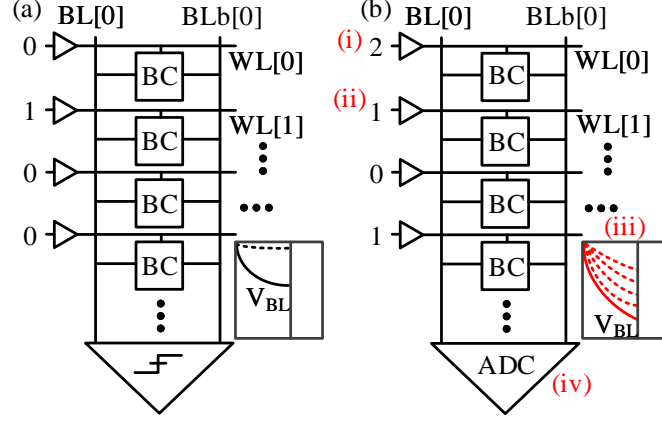 (a)
BL[0]
BLb[0]
0
BC
WL[0]
1
BC
WL[1]
0
BC
0
BC
V_BL
(b)
BL[0]
BLb[0]
(i)
2
BC
WL[0]
(ii)
1
BC
WL[1]
0
BC
1
BC
(iii)
V_BL
ADC
(iv)